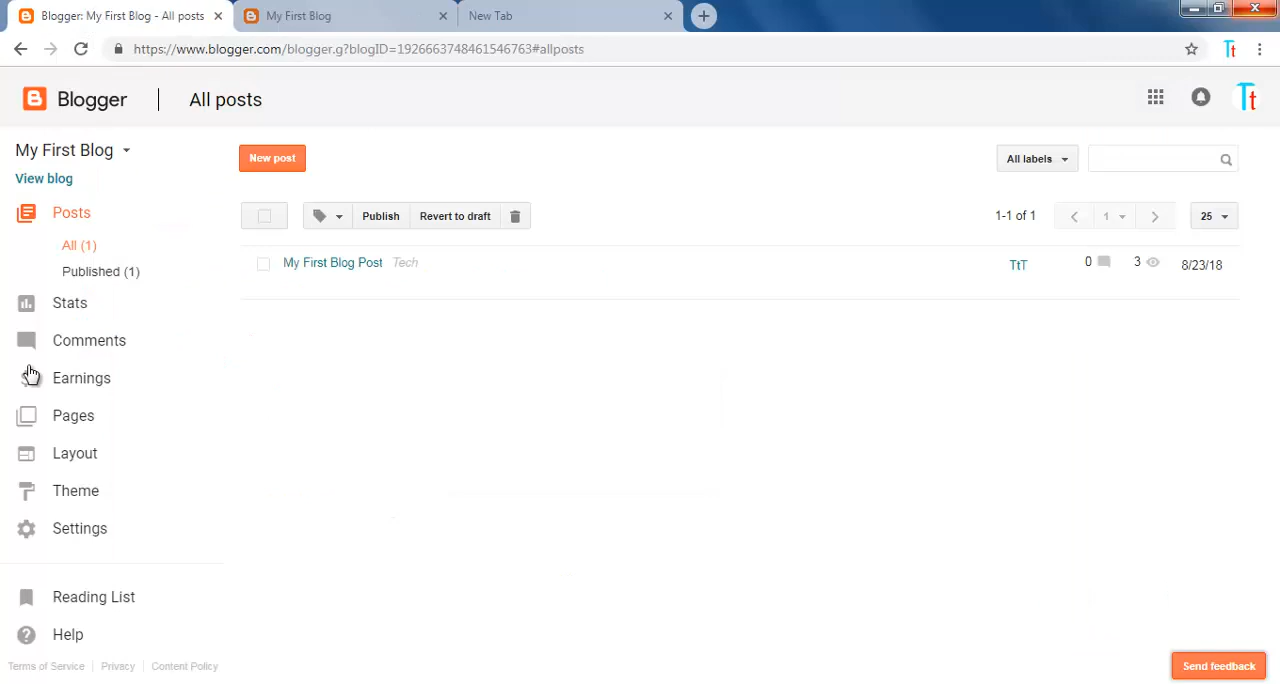 Blogger: My First Blog - All posts
My First Blog
New Tab
https://www.blogger.com/blogger.g?blogID=1926663748461546763#allposts
Tt
Blogger
All posts
Tt
My First Blog
View blog
New post
All labels
Posts
All (1)
Published (1)
Publish
Revert to draft
1-1 of 1
1
25
My First Blog Post Tech
TtT
0
3
8/23/18
Stats
Comments
Earnings
Pages
Layout
Theme
Settings
Reading List
Help
Terms of Service
Privacy
Content Policy
Send feedback